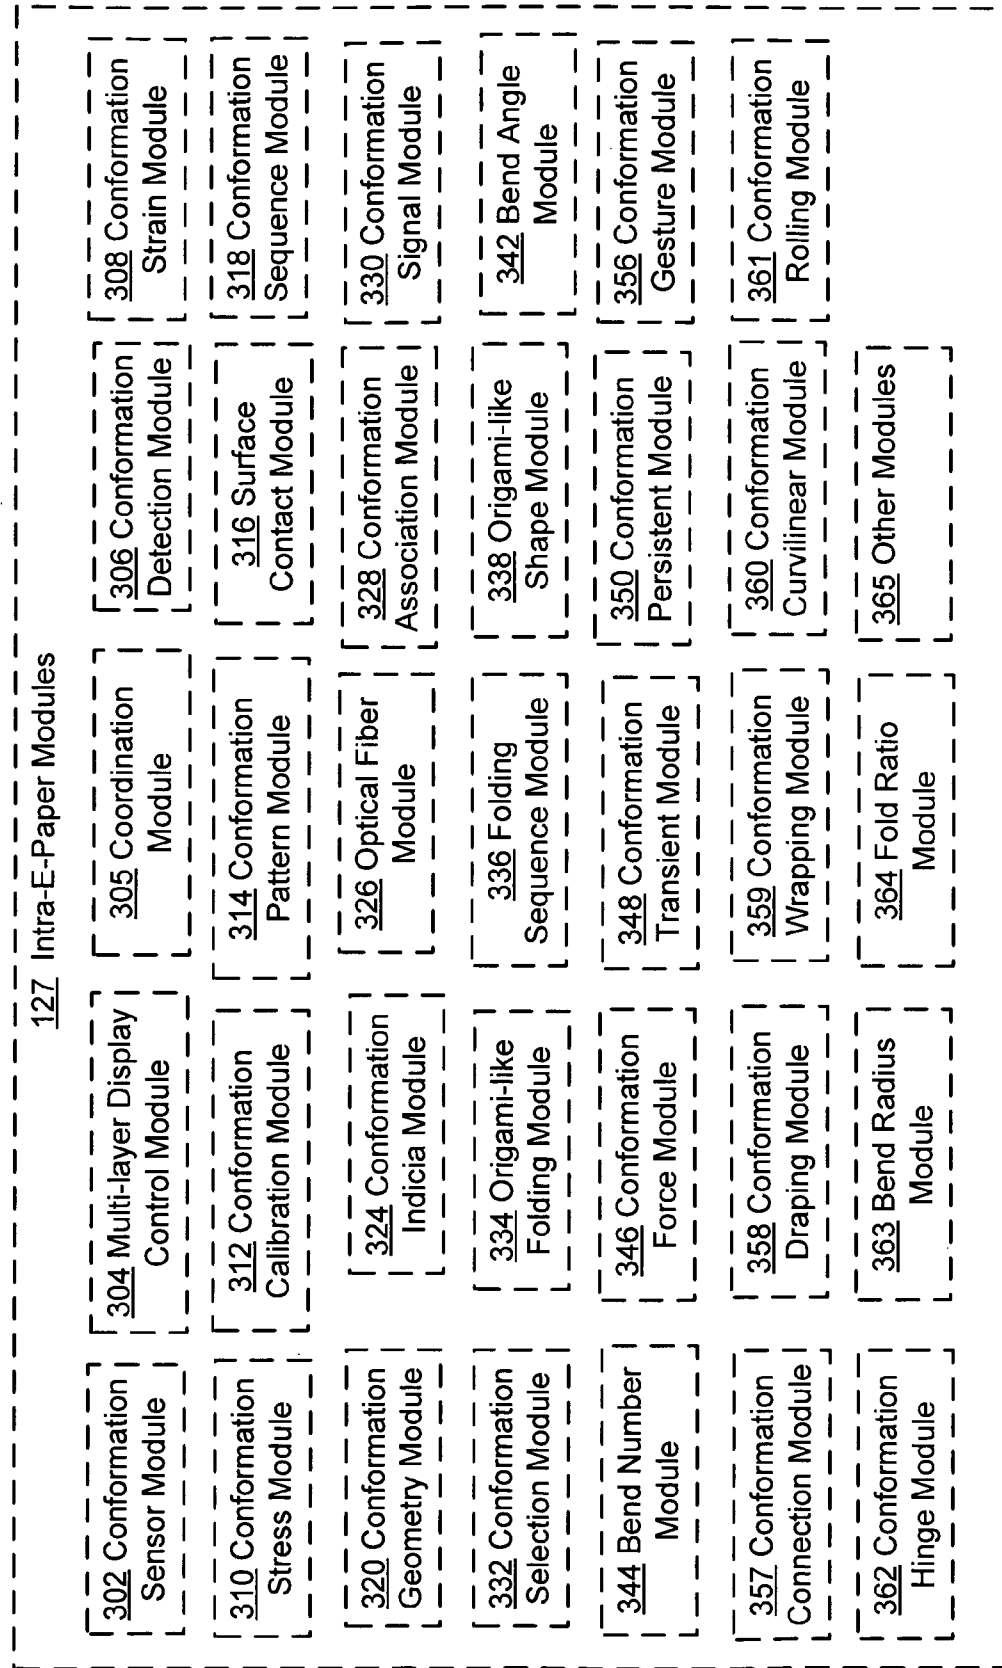 127 Intra-E-Paper Modules
302 Conformation
Sensor Module
304 Multi-layer Display
Control Module
305 Coordination
Module
306 Conformation
Detection Module
308 Conformation
Strain Module
310 Conformation
Stress Module
312 Conformation
Calibration Module
314 Conformation
Pattern Module
316 Surface
Contact Module
318 Conformation
Sequence Module
320 Conformation
Geometry Module
324 Conformation
Indicia Module
326 Optical Fiber
Module
328 Conformation
Association Module
330 Conformation
Signal Module
332 Conformation
Selection Module
334 Origami-like
Folding Module
336 Folding
Sequence Module
338 Origami-like
Shape Module
342 Bend Angle
Module
344 Bend Number
Module
346 Conformation
Force Module
348 Conformation
Transient Module
350 Conformation
Persistent Module
356 Conformation
Gesture Module
357 Conformation
Connection Module
358 Conformation
Draping Module
359 Conformation
Wrapping Module
360 Conformation
Curvilinear Module
361 Conformation
Rolling Module
362 Conformation
Hinge Module
363 Bend Radius
Module
364 Fold Ratio
Module
365 Other Modules